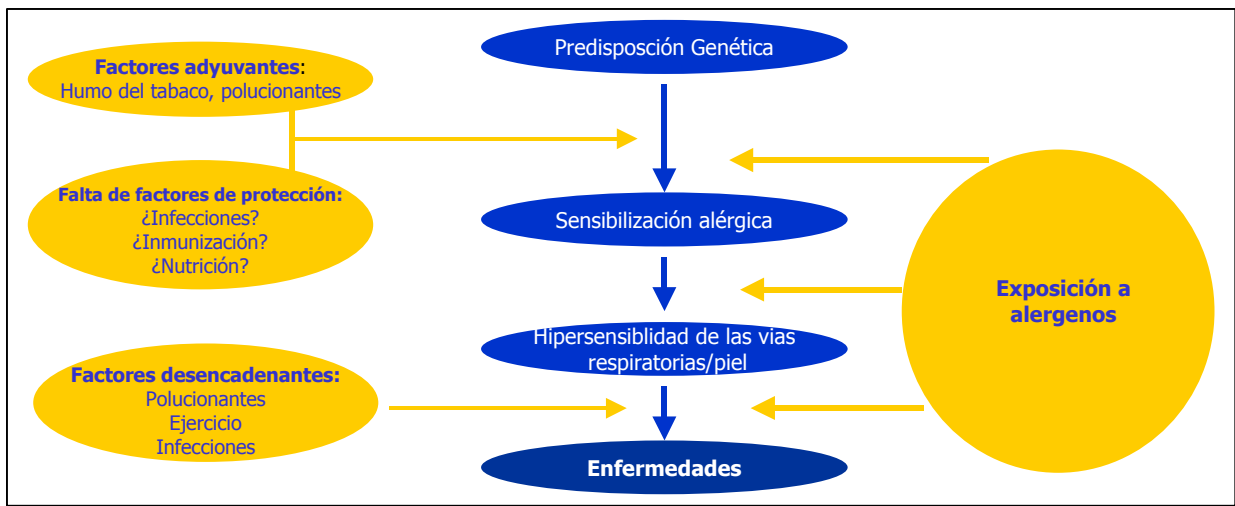 Predisposción Genética
Factores adyuvantes:
Humo del tabaco, polucionantes
Falta de factores de protección:
¿Infecciones?
¿Inmunización?
¿Nutrición?
Sensibilización alérgica
Exposición a
alergenos
Hipersensiblidad de las vias
respiratorias/piel
Factores desencadenantes:
Polucionantes
Ejercicio
Infecciones
Enfermedades